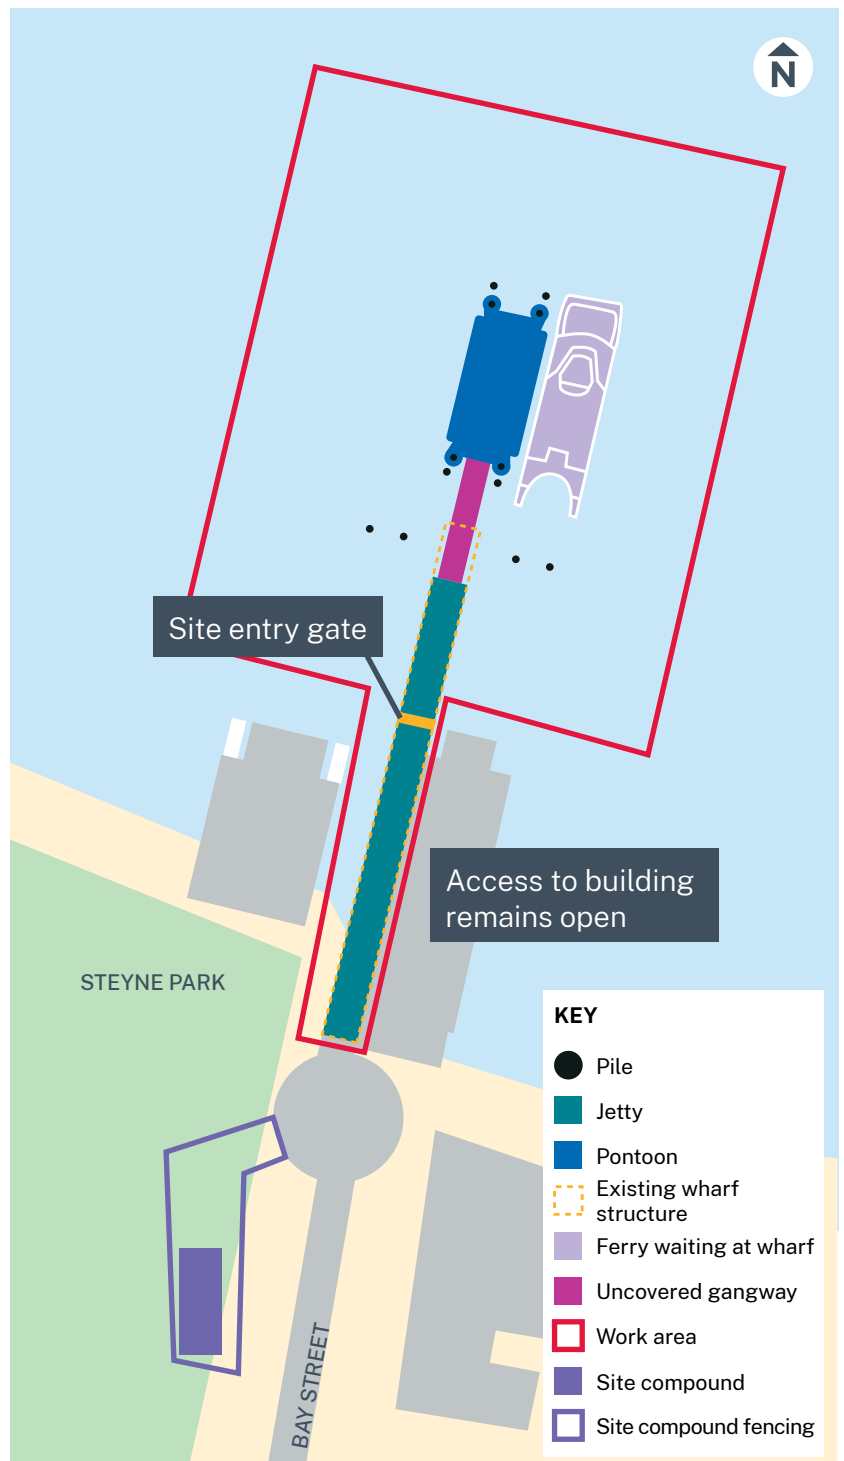 N
Site entry gate
Access to building
remains open
STEYNE PARK
BAY STREET
KEY
Pile
Jetty
Pontoon
Existing wharf
structure
Ferry waiting at wharf
Uncovered gangway
Work area
Site compound
Site compound fencing